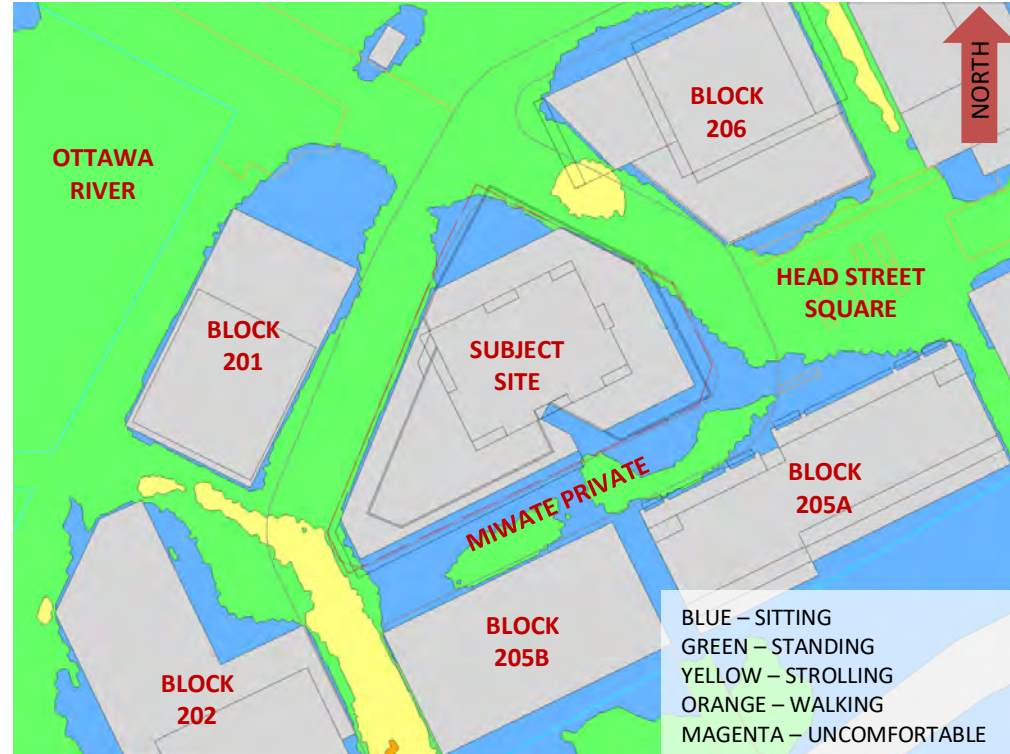 NORTH
BLOCK
206
OTTAWA
RIVER
HEAD STREET
SQUARE
BLOCK
201
SUBJECT
SITE
BLOCK
205A
MIWATE PRIVATE
BLOCK
205B
BLOCK
202
BLUE – SITTING
GREEN – STANDING
YELLOW – STROLLING
ORANGE – WALKING
MAGENTA – UNCOMFORTABLE